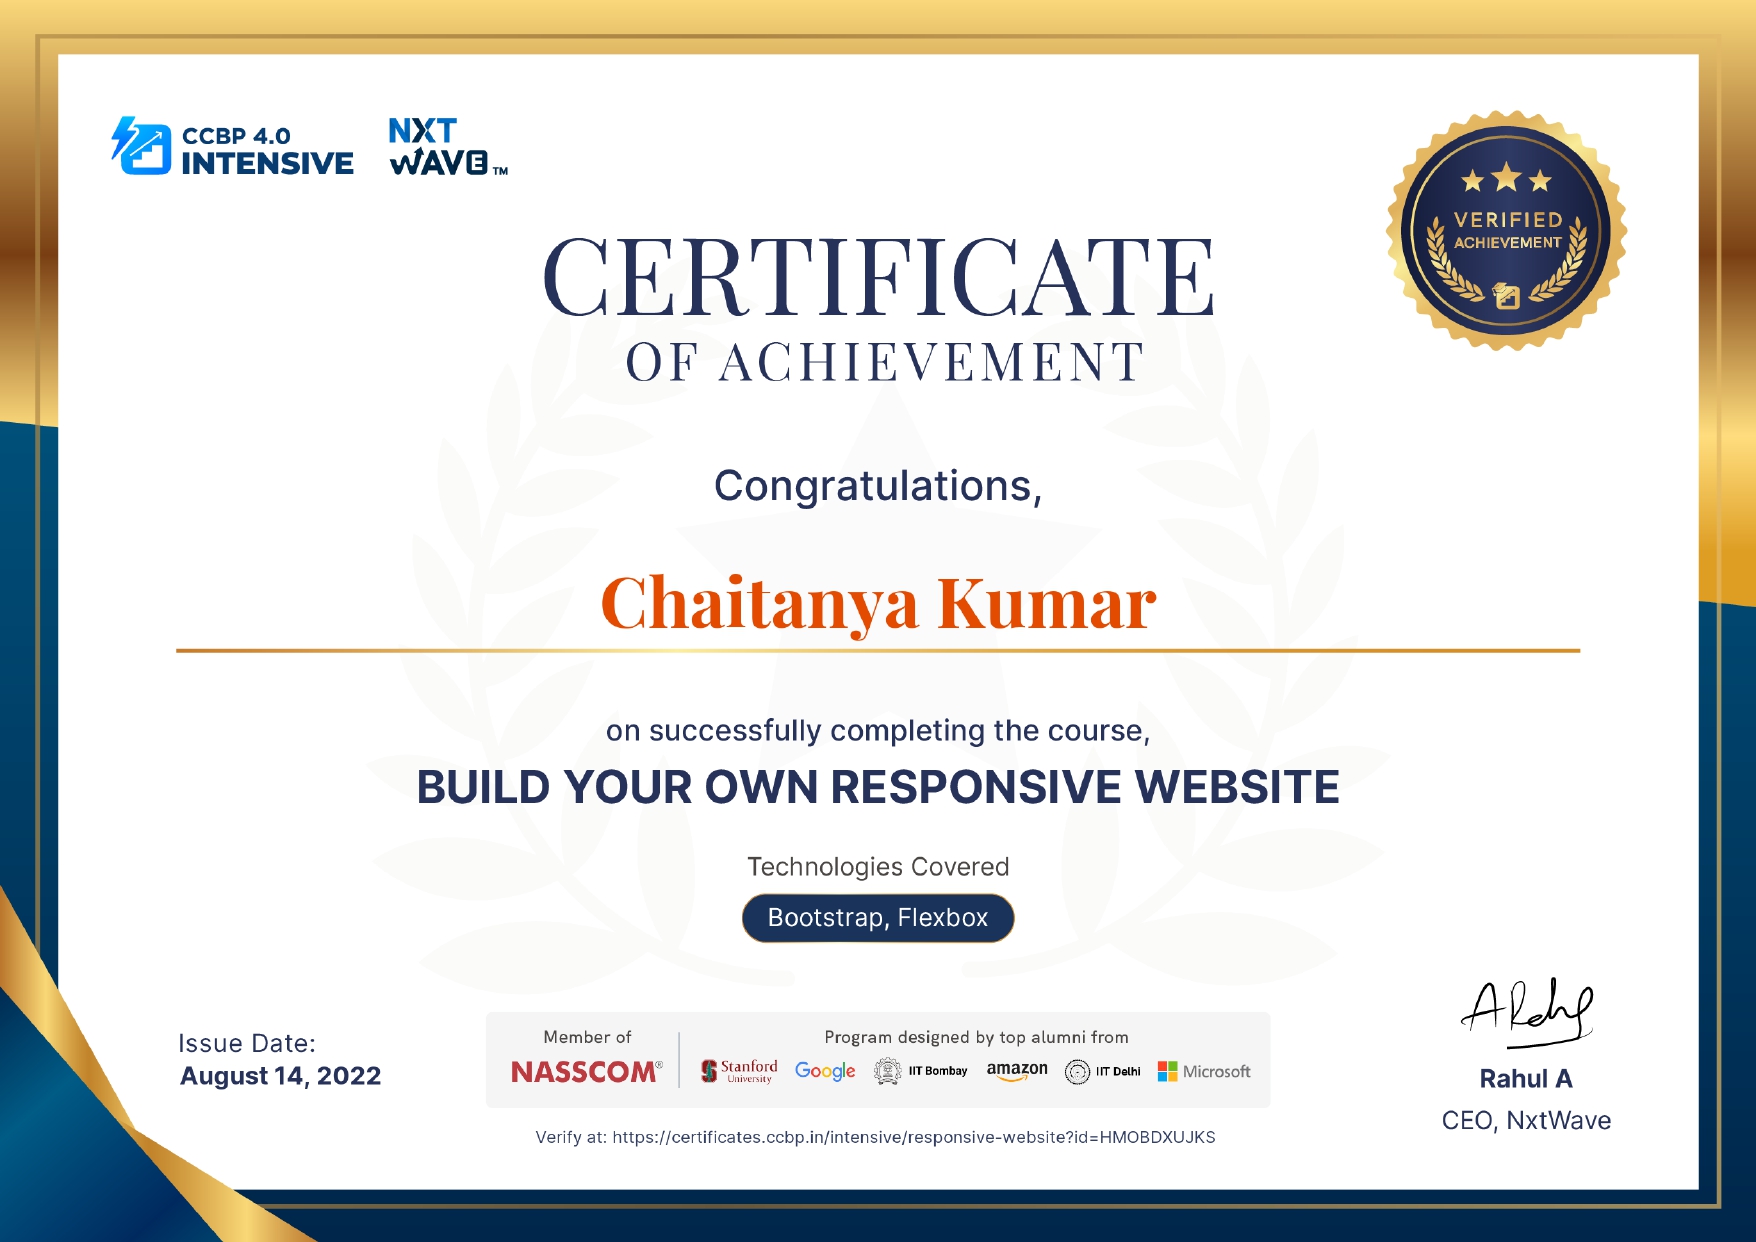 CCBP 4.0
INTENSIVE
NXT
WAVE™
VERIFIED
ACHIEVEMENT
CERTIFICATE
OF ACHIEVEMENT
Congratulations,
Chaitanya Kumar
on successfully completing the course,
BUILD YOUR OWN RESPONSIVE WEBSITE
Technologies Covered
Bootstrap, Flexbox
Issue Date:
August 14, 2022
Member of
NASSCOM®
Program designed by top alumni from
Stanford University Google IIT Bombay amazon IIT Delhi Microsoft
Verify at: https://certificates.ccbp.in/intensive/responsive-website?id=HMOBDXUJKS
A Rahul
Rahul A
CEO, NxtWave